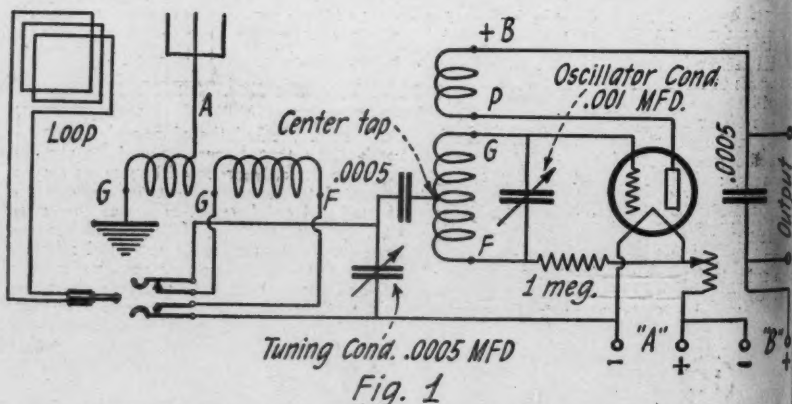 Loop
A
G
G
F
Center tap
.0005
+B
P
G
F
Oscillator Cond.
.001 MFD.
1 meg.
.0005
Output
Tuning Cond. .0005 MFD
- "A" +
- "B" +
Fig. 1